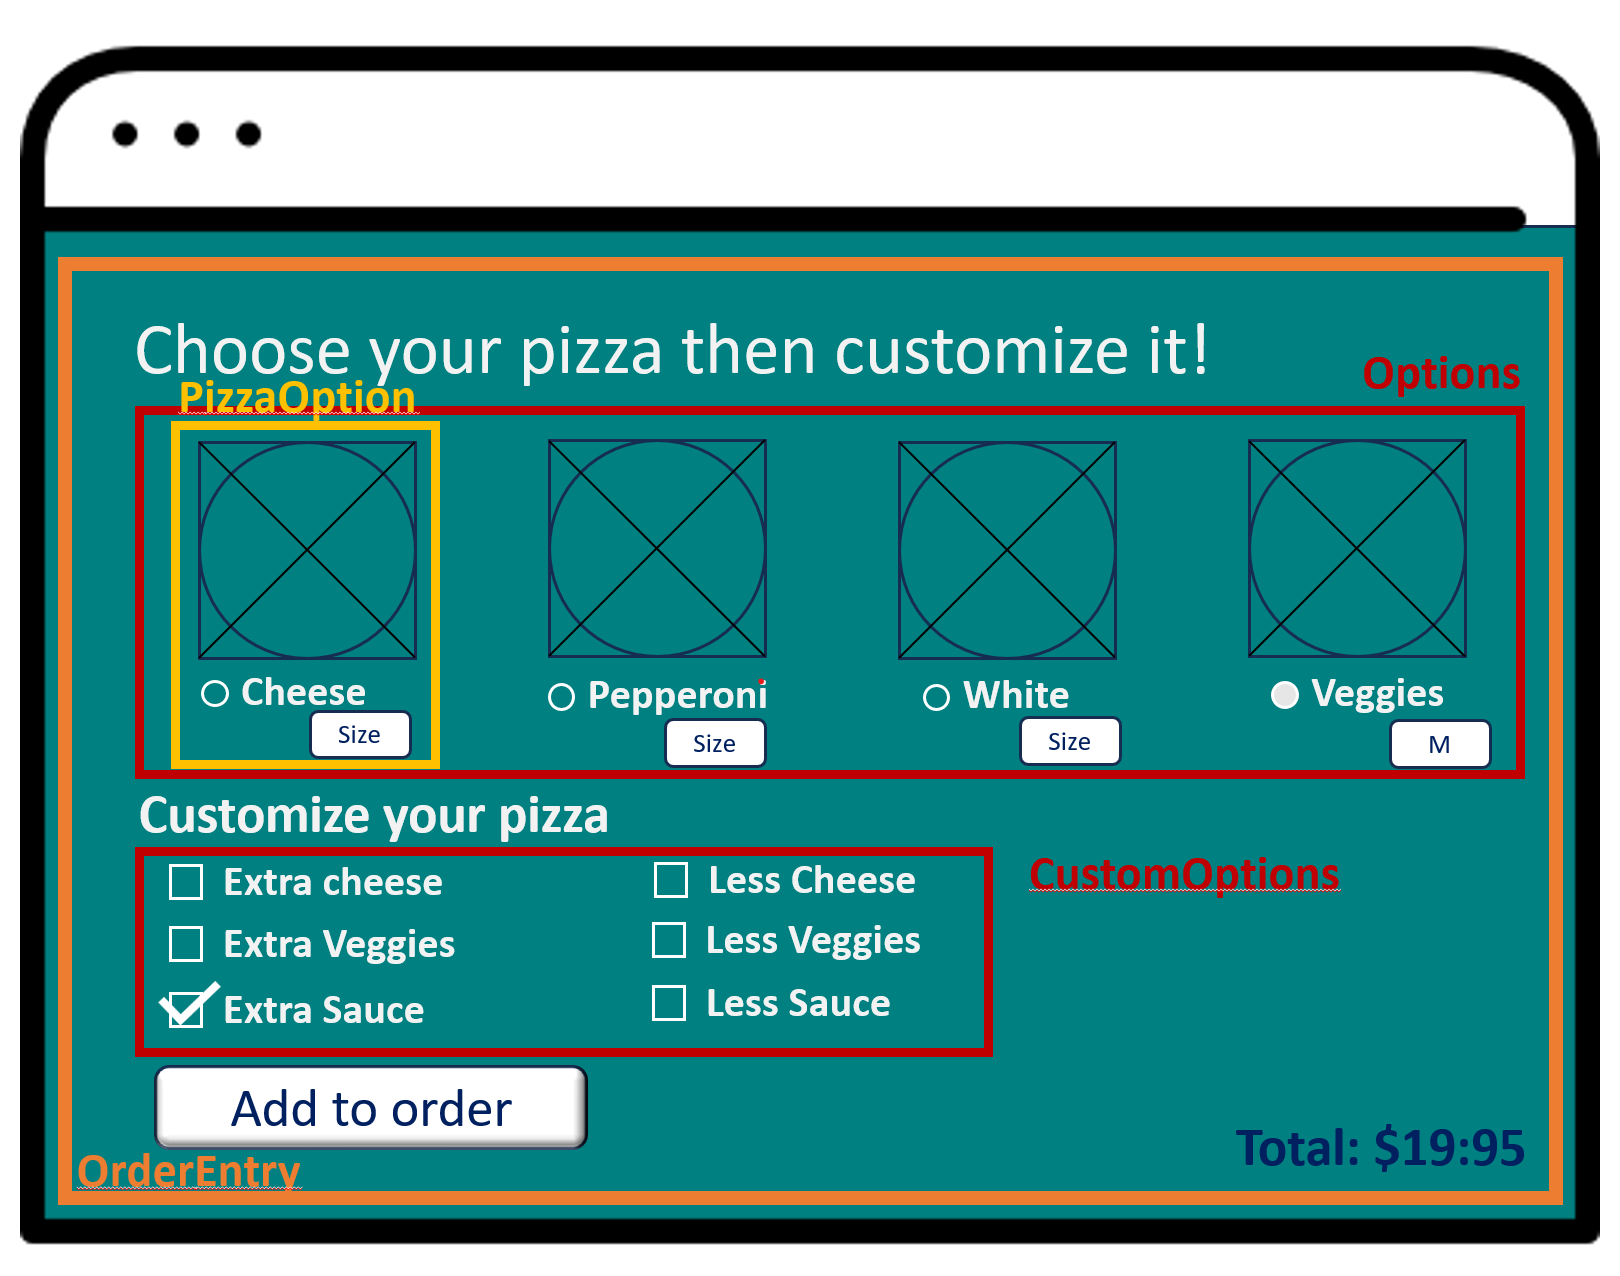 Choose your pizza then customize it!
Options
PizzaOption
Cheese
Size
Pepperoni
Size
White
Size
Veggies
M
Customize your pizza
CustomOptions
Extra cheese
Less Cheese
Extra Veggies
Less Veggies
Extra Sauce
Less Sauce
Add to order
Total: $19:95
OrderEntry